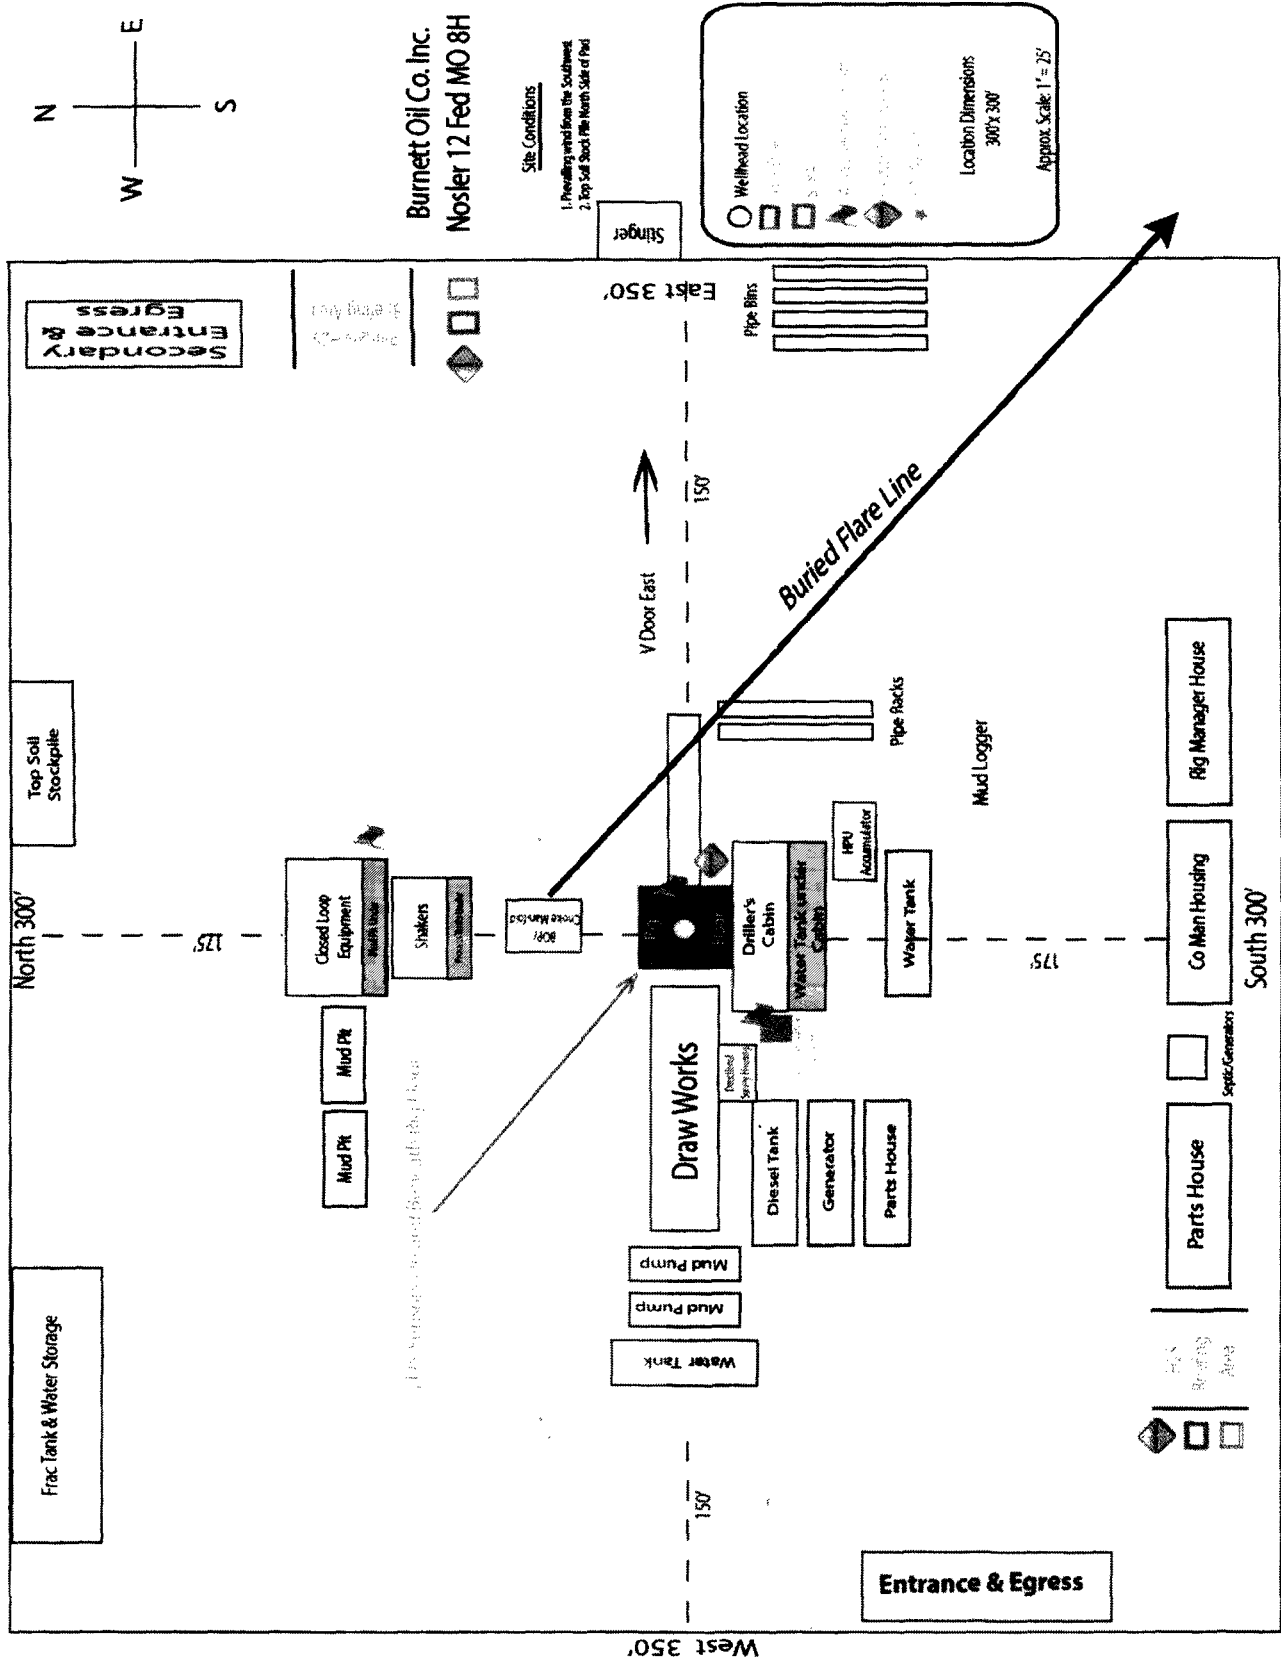 N
W
E
S
Burnett Oil Co. Inc.
Nosler 12 Fed MO 8H
Site Conditions
1. Prevailing wind from the Southwest
2. Top Soil Stock Pile North Side of Pad
Stinger
Wellhead Location
Location Dimensions
300'x 300'
Approx. Scale: 1" = 25'
Secondary
Entrance &
Egress
East 350'
Pipe Bins
150'
V Door East
Buried Flare Line
Top Soil
Stockpile
North 300'
175'
Closed Loop
Equipment
Shakers
BOP/
Choke Manifold
Driller's
Cabin
Water Tank under
Cabin
HPU
Accumulator
Water Tank
Pipe Racks
Mud Logger
Rig Manager House
Co Man Housing
South 300'
175'
Septic/Generators
Parts House
Mud Pit
Mud Pit
Draw Works
Diesel Tank
Generator
Parts House
Mud Pump
Mud Pump
Water Tank
Frac Tank & Water Storage
150'
Area
Entrance & Egress
West 350'